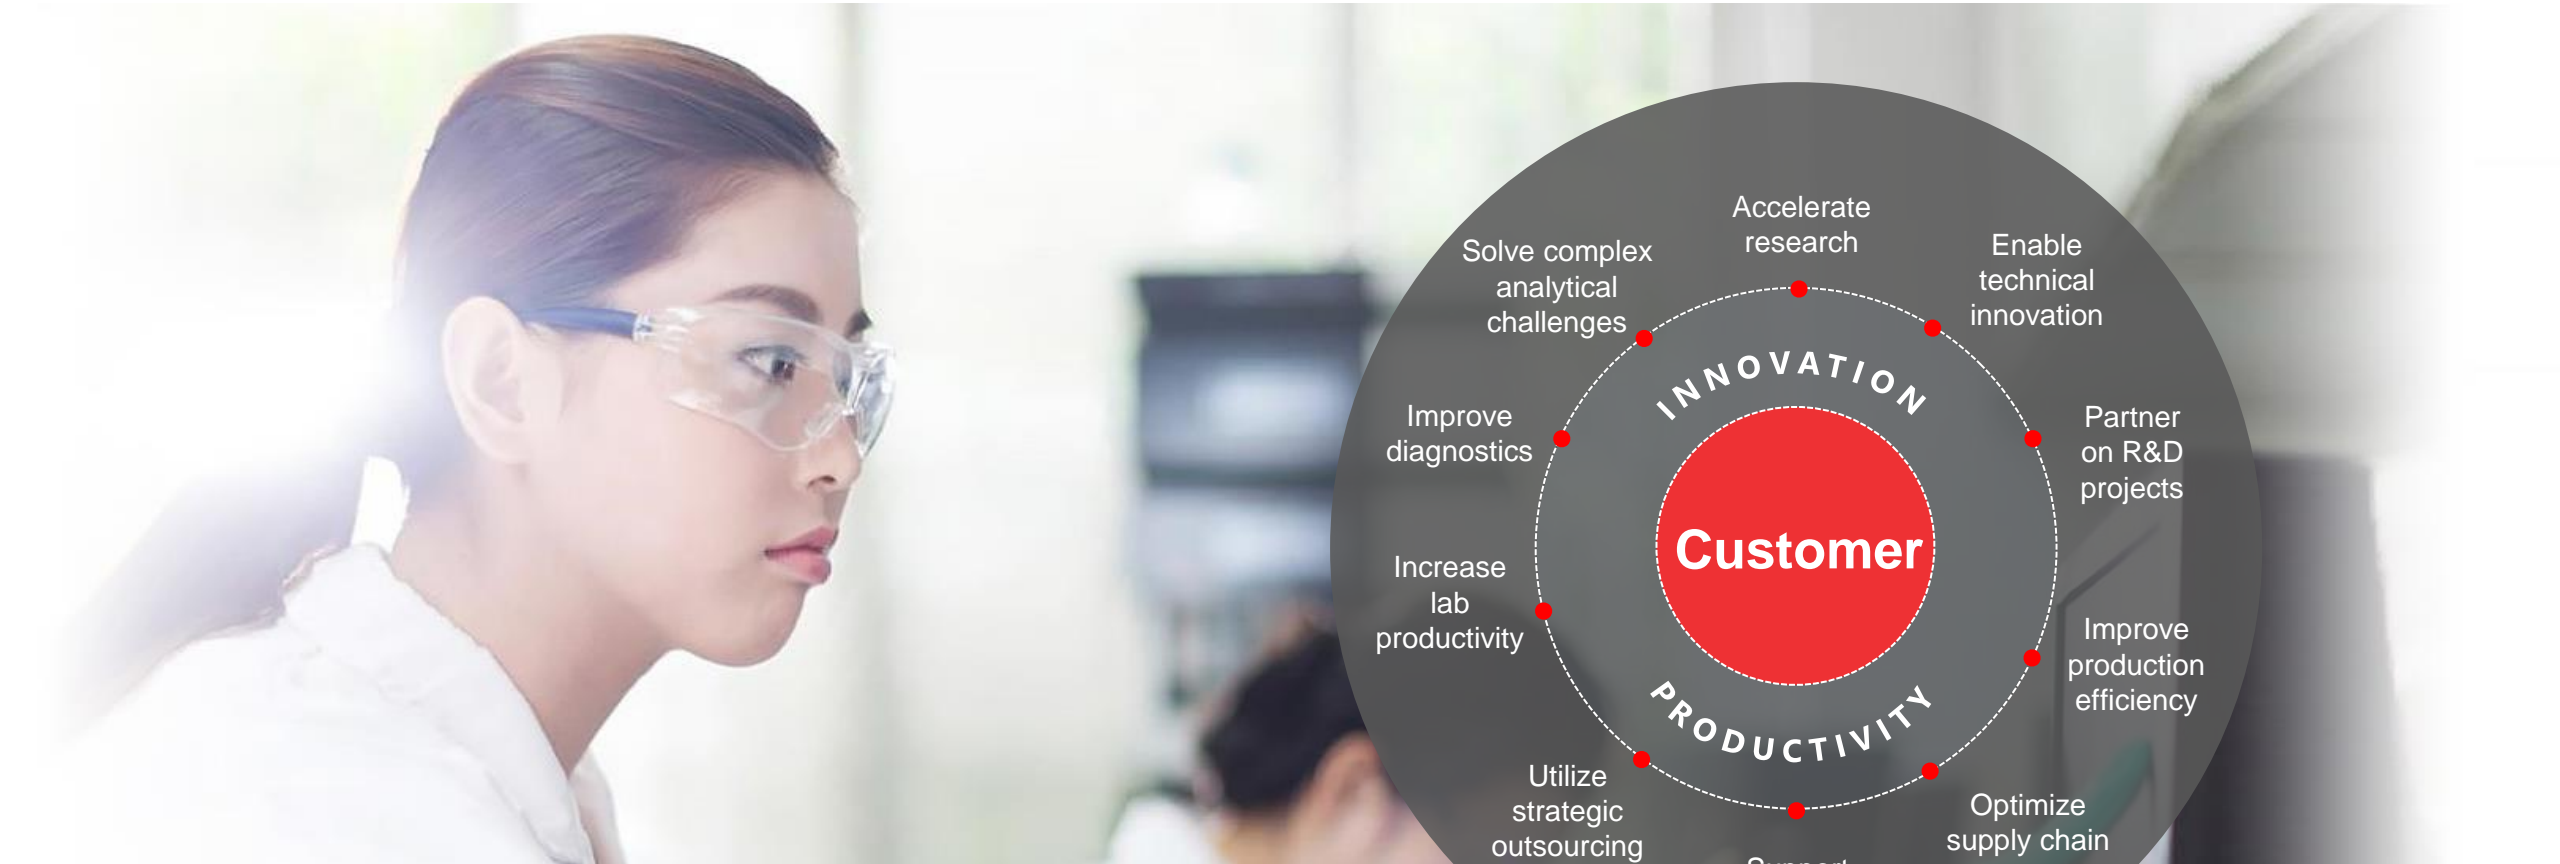 Accelerate
research
Enable
technical
innovation
Partner
on R&D
projects
Improve
production
efficiency
Optimize
supply chain
Utilize
strategic
outsourcing
Increase
lab
productivity
Improve
diagnostics
Solve complex
analytical
challenges
INNOVATION
Customer
PRODUCTIVITY